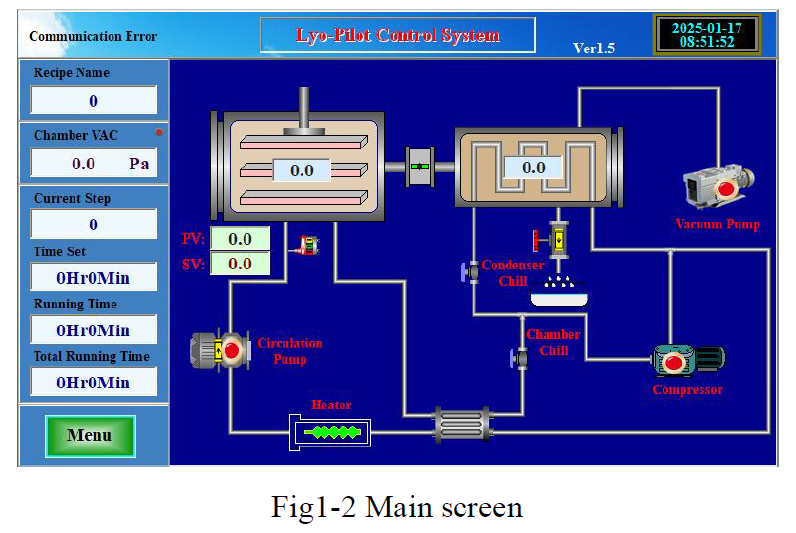 Communication Error
Lyo-Pilot Control System
Ver1.5
2025-01-17
08:51:52
Recipe Name
0
Chamber VAC
0.0 Pa
Current Step
0
Time Set
0Hr0Min
Running Time
0Hr0Min
Total Running Time
0Hr0Min
Menu
0.0
0.0
PV: 0.0
SV: 0.0
Vacuum Pump
Condenser
Chill
Chamber
Chill
Circulation
Pump
Compressor
Heater
Fig1-2 Main screen